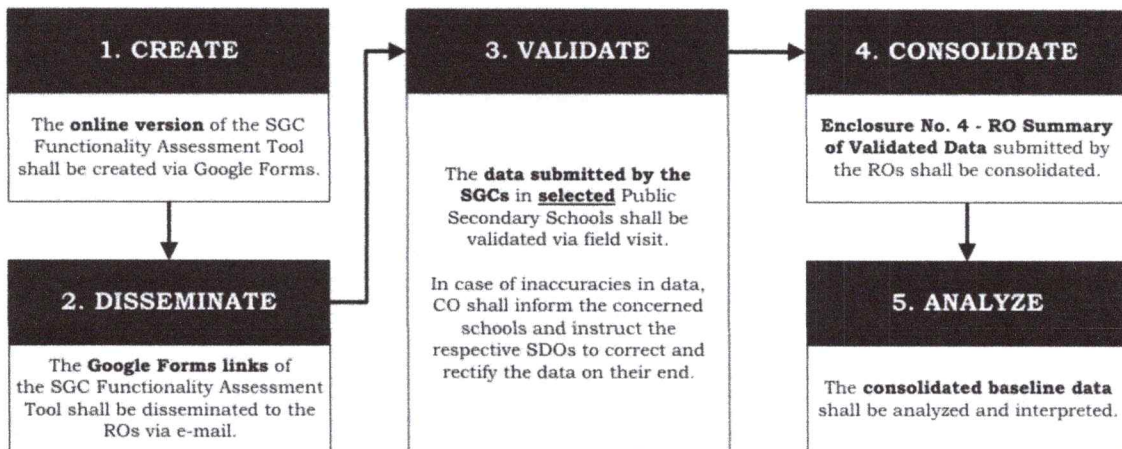 1. CREATE
The online version of the SGC
Functionality Assessment Tool
shall be created via Google Forms.
2. DISSEMINATE
The Google Forms links of
the SGC Functionality Assessment
Tool shall be disseminated to the
ROs via e-mail.
3. VALIDATE
The data submitted by the
SGCs in selected Public
Secondary Schools shall be
validated via field visit.
In case of inaccuracies in data,
CO shall inform the concerned
schools and instruct the
respective SDOs to correct and
rectify the data on their end.
4. CONSOLIDATE
Enclosure No. 4 - RO Summary
of Validated Data submitted by
the ROs shall be consolidated.
5. ANALYZE
The consolidated baseline data
shall be analyzed and interpreted.